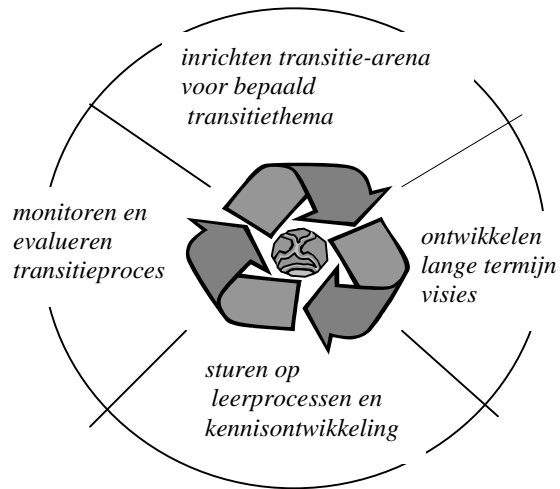 inrichten transitie-arena
voor bepaald
transitiethema
ontwikkelen
lange termijn
visies
sturen op
leerprocessen en
kennisontwikkeling
monitoren en
evalueren
transitieproces